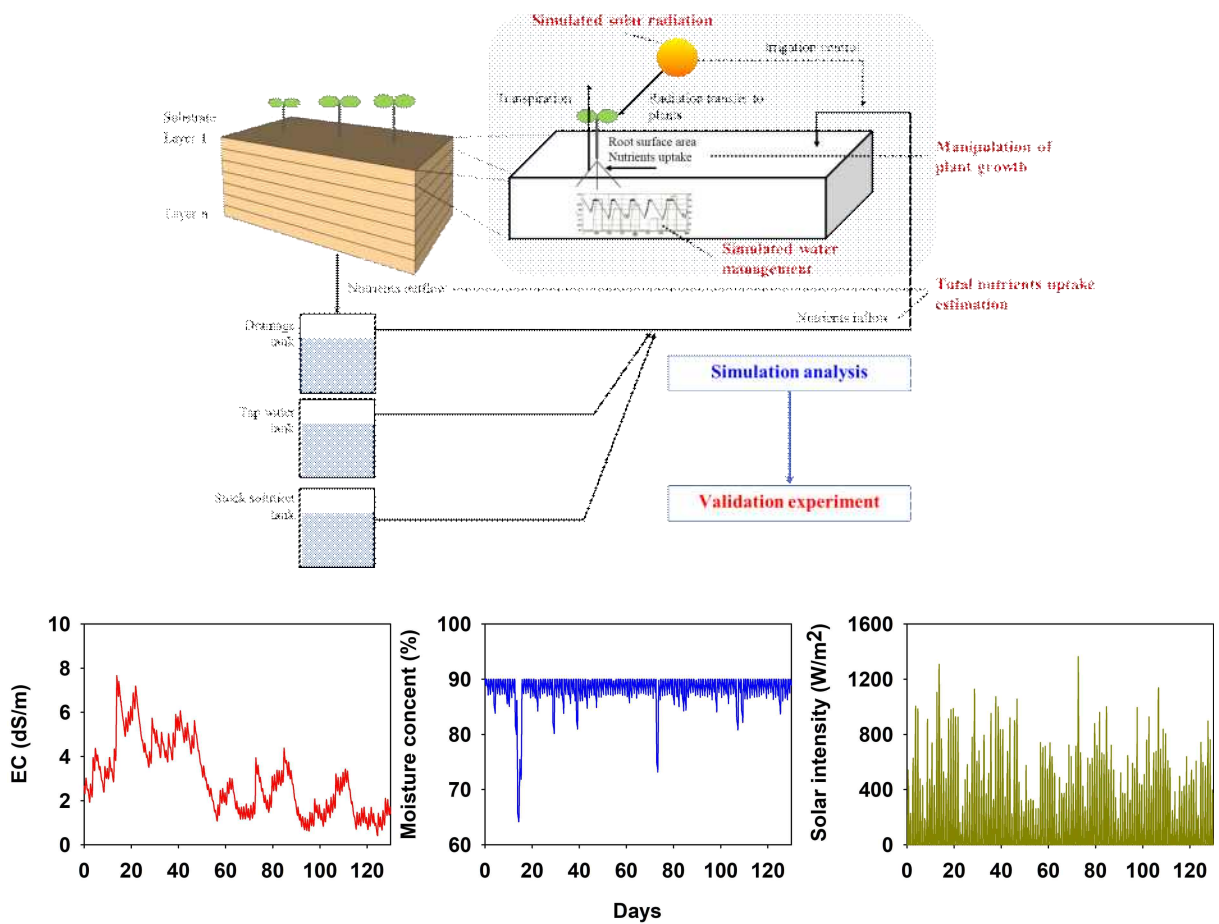 Simulated solar radiation
Irrigation control
Transpiration
Radiation transfer to
plants
Substrate
Layer 1
Root surface area
Nutrients uptake
Manipulation of
plant growth
Layer n
Simulated water
management
Nutrients outflow
Total nutrients uptake
estimation
Nutrients inflow
Drainage
tank
Simulation analysis
Tap water
tank
Validation experiment
Stock solution
tank
10
8
6
4
2
0
EC (dS/m)
0 20 40 60 80 100 120
100
90
80
70
60
Moisture concent (%)
0 20 40 60 80 100 120
1600
1200
800
400
0
Solar intensity (W/m²)
0 20 40 60 80 100 120
Days